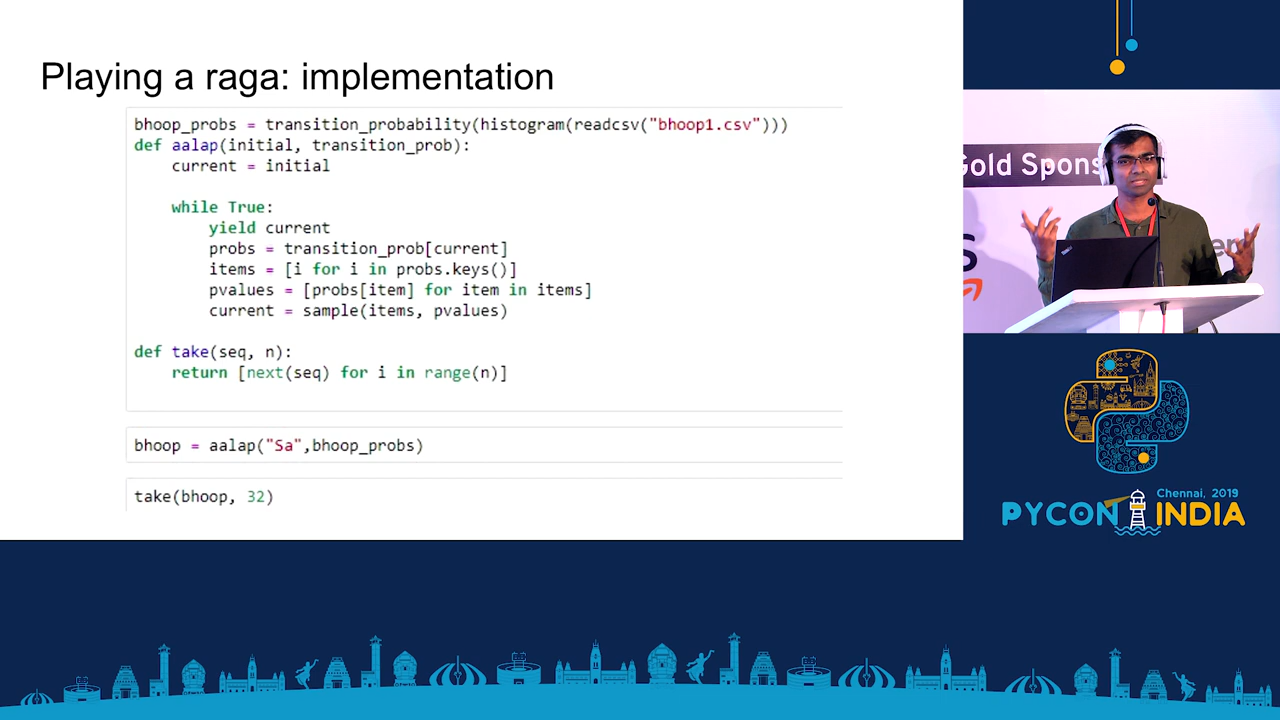 Playing a raga: implementation
bhoop_probs = transition_probability(histogram(readcsv("bhoop1.csv")))
def aalap(initial, transition_prob):
    current = initial
    while True:
        yield current
        probs = transition_prob[current]
        items = [i for i in probs.keys()]
        pvalues = [probs[item] for item in items]
        current = sample(items, pvalues)
def take(seq, n):
    return [next(seq) for i in range(n)]
bhoop = aalap("Sa",bhoop_probs)
take(bhoop, 32)
Gold Spons
Chennai, 2019
PYCON INDIA